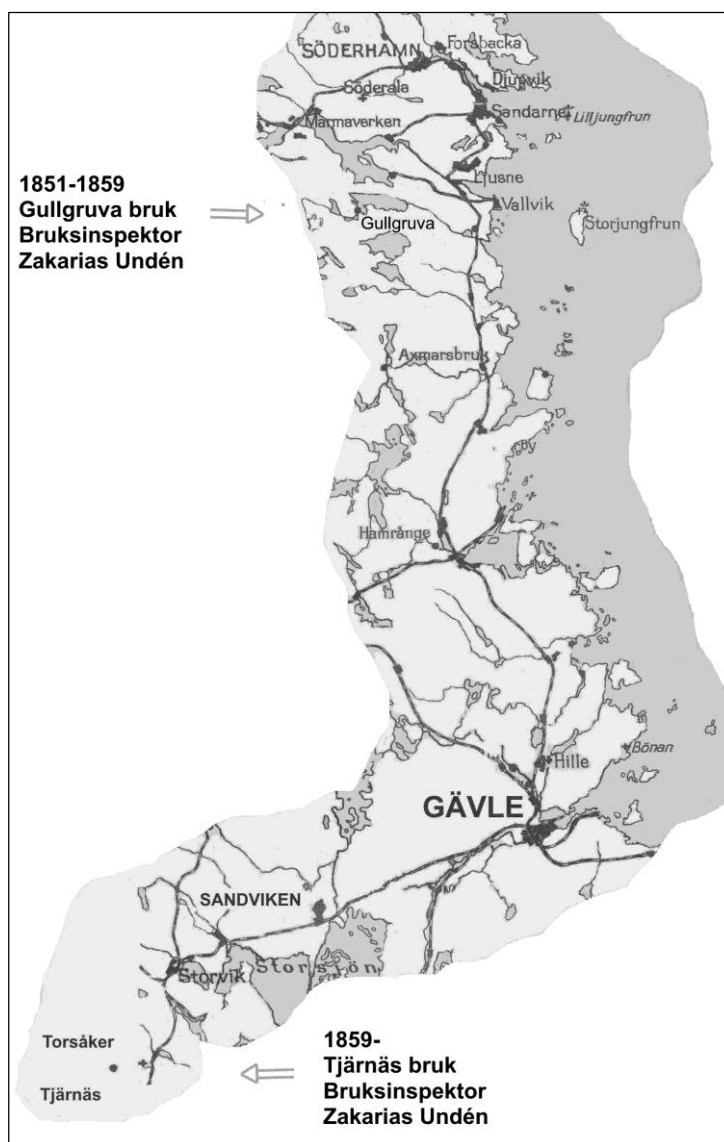 Forsbacka
SÖDERHAMN
Djupvik
Söderala
Sandarne
Lilljungfrun
Marmaverken
Ljusne
1851-1859
Gullgruva bruk
Bruksinspektor
Zakarias Undén
Vallvik
Gullgruva
Storjungfrun
Axmarsbruk
Hamrånge
Bönan
Hille
GÄVLE
SANDVIKEN
Storsjön
Storvik
Torsåker
Tjärnäs
1859-
Tjärnäs bruk
Bruksinspektor
Zakarias Undén